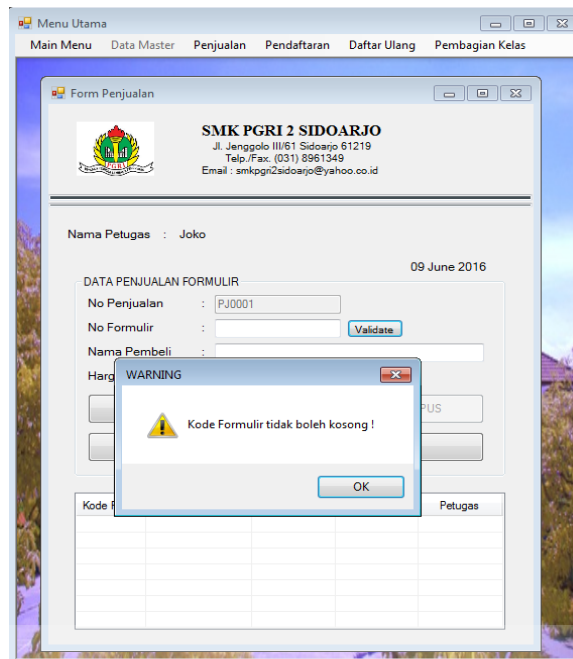 Menu Utama
Main Menu Data Master Penjualan Pendaftaran Daftar Ulang Pembagian Kelas
Form Penjualan
PGRI
SMK PGRI 2 SIDOARJO
Jl. Jenggolo III/61 Sidoarjo 61219
Telp./Fax. (031) 8961349
Email : smkpgri2sidoarjo@yahoo.co.id
Nama Petugas : Joko
09 June 2016
DATA PENJUALAN FORMULIR
No Penjualan : PJ0001
No Formulir : Validate
Nama Pembeli :
Harg
WARNING
Kode Formulir tidak boleh kosong !
OK
PUS
Kode F Petugas